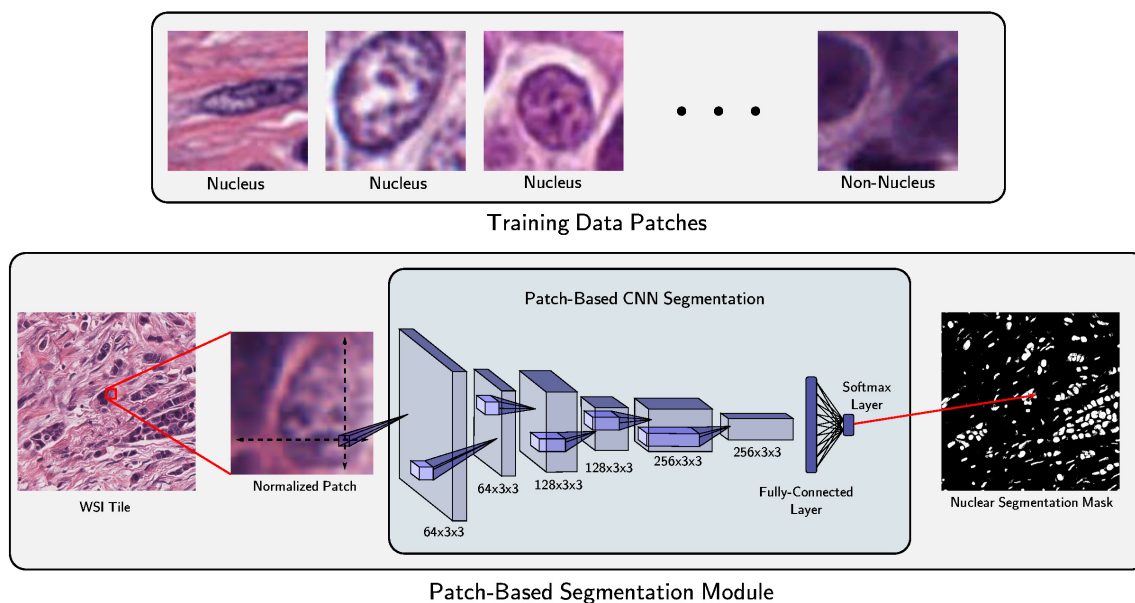 Nucleus
Nucleus
Nucleus
Non-Nucleus
Training Data Patches
Patch-Based CNN Segmentation
WSI Tile
Normalized Patch
64x3x3
64x3x3
128x3x3
128x3x3
256x3x3
256x3x3
Fully-Connected
Layer
Softmax
Layer
Nuclear Segmentation Mask
Patch-Based Segmentation Module